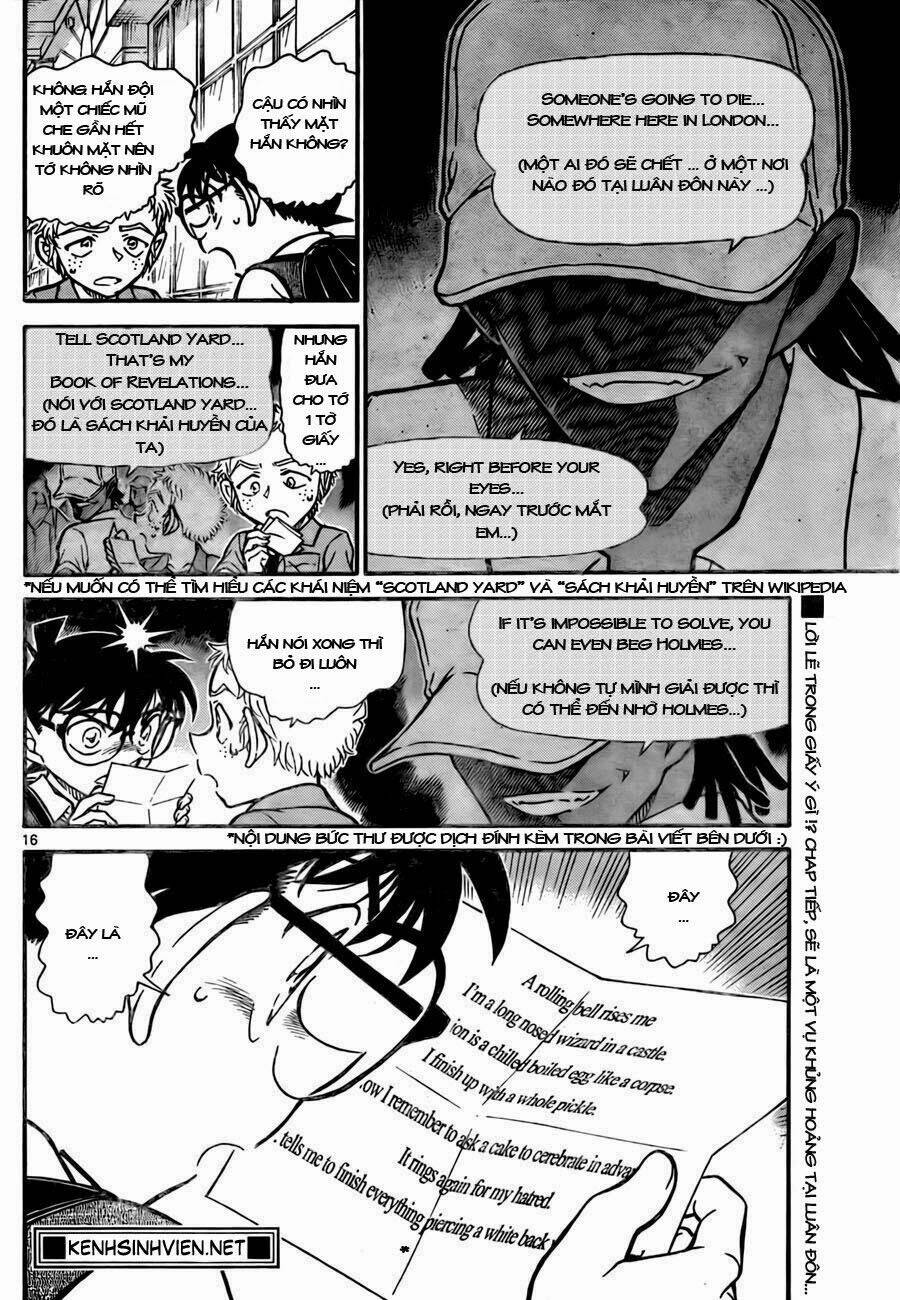 KHÔNG HẮN ĐỘI
MỘT CHIẾC MŨ
CHE GẦN HẾT
KHUÔN MẶT NÊN
TỚ KHÔNG NHÌN
RÕ
CẬU CÓ NHÌN
THẤY MẶT
HẮN KHÔNG?
SOMEONE'S GOING TO DIE...
SOMEWHERE HERE IN LONDON...
(MỘT AI ĐÓ SẼ CHẾT ... Ở MỘT NƠI
NÀO ĐÓ TẠI LUÂN ĐÔN NÀY ...)
YES, RIGHT BEFORE YOUR
EYES...
(PHẢI RỒI, NGAY TRƯỚC MẮT
EM...)
TELL SCOTLAND YARD...
THAT'S MY
BOOK OF REVELATIONS...
(NÓI VỚI SCOTLAND YARD...
ĐÓ LÀ SÁCH KHẢI HUYỀN CỦA
TA)
NHƯNG
HẮN
ĐƯA
CHO TỚ
1 TỜ
GIẤY
...
*NẾU MUỐN CÓ THỂ TÌM HIỂU CÁC KHÁI NIỆM "SCOTLAND YARD" VÀ "SÁCH KHẢI HUYỀN" TRÊN WIKIPEDIA
HẮN NÓI XONG THÌ
BỎ ĐI LUÔN
...
IF IT'S IMPOSSIBLE TO SOLVE, YOU
CAN EVEN BEG HOLMES...
(NẾU KHÔNG TỰ MÌNH GIẢI ĐƯỢC THÌ
CÓ THỂ ĐẾN NHỜ HOLMES...)
16
*NỘI DUNG BỨC THƯ ĐƯỢC DỊCH ĐÍNH KÈM TRONG BÀI VIẾT BÊN DƯỚI :)
LỜI LẼ TRONG GIẤY Ý GÌ !? CHAP TIẾP, SẼ LÀ MỘT VỤ KHỦNG HOẢNG TẠI LUÂN ĐÔN...
ĐÂY LÀ
...
ĐÂY
...
A rolling bell rises me
I'm a long nosed wizard in a castle.
ion is a chilled boiled egg like a corpse.
I finish up with a whole pickle.
.ow I remember to ask a cake to cerebrate in advan
It rings again for my hatred.
. tells me to finish everything piercing a white back
*
KENHSINHVIEN.NET